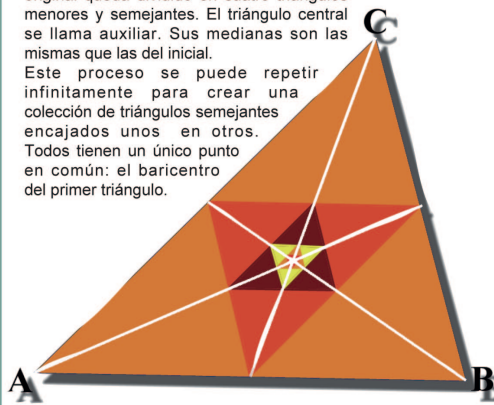 menores y semejantes. El triángulo central
se llama auxiliar. Sus medianas son las
mismas que las del inicial.
Este proceso se puede repetir
infinitamente para crear una
colección de triángulos semejantes
encajados unos en otros.
Todos tienen un único punto
en común: el baricentro
del primer triángulo.
C
A
B